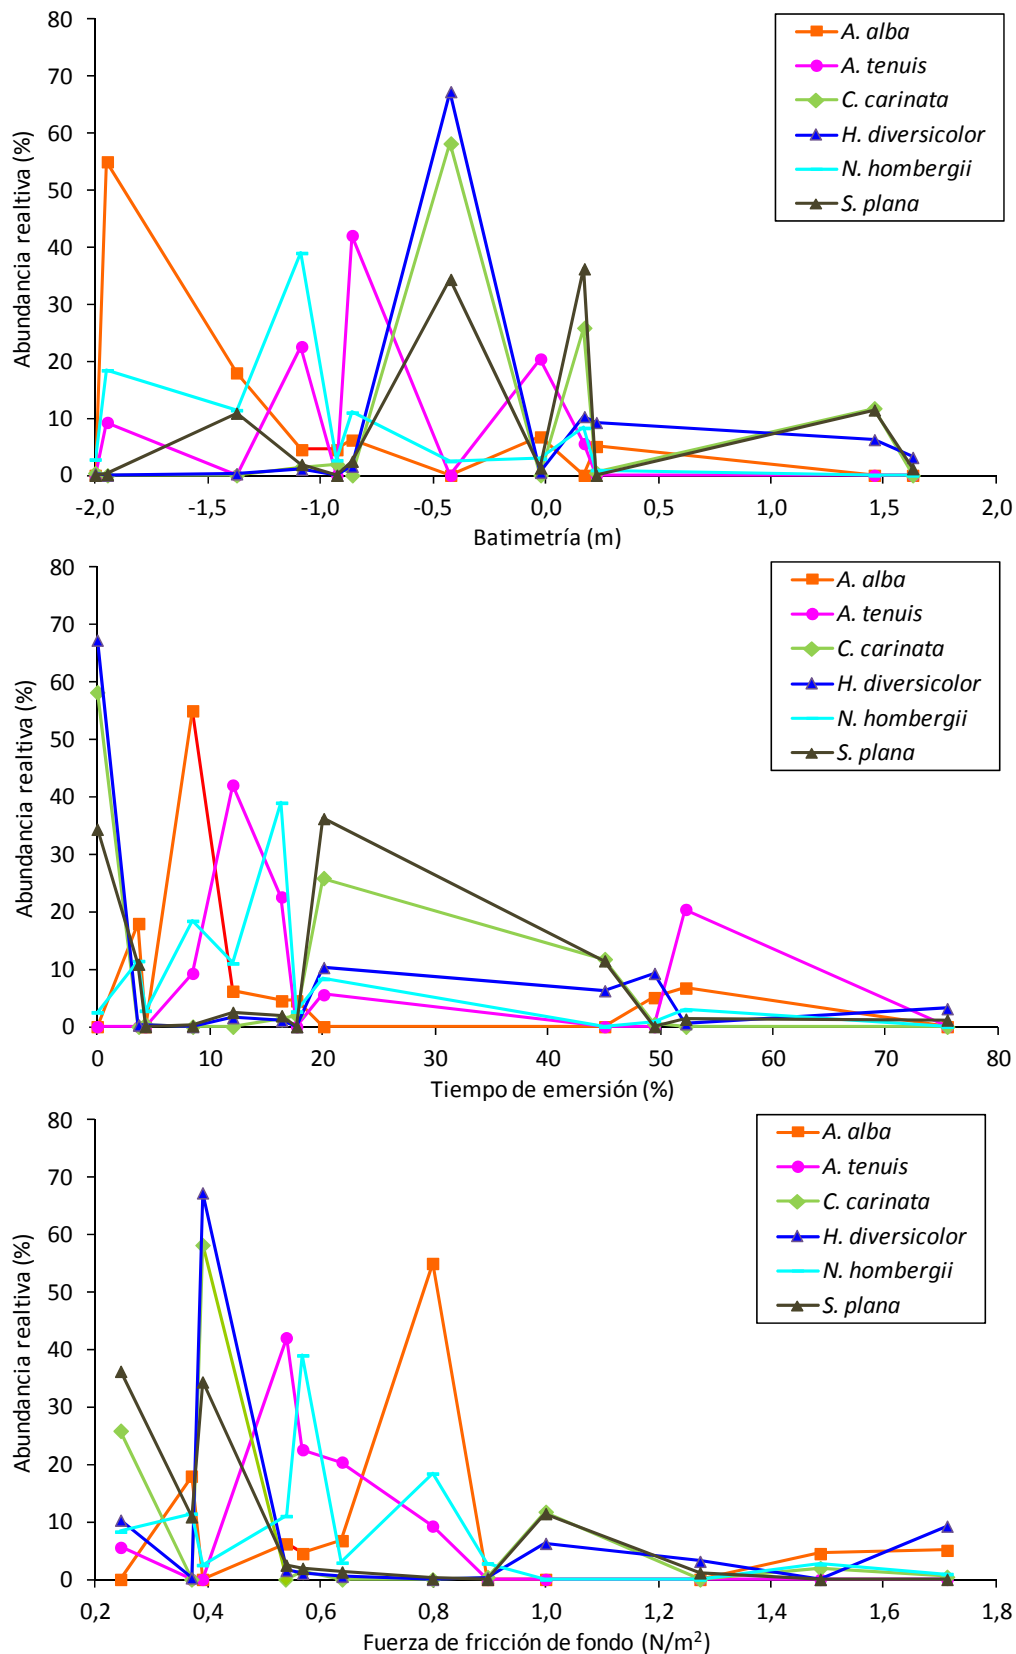 80
70
60
50
40
30
20
10
0
Abundancia realtiva (%)
-2,0 -1,5 -1,0 -0,5 0,0 0,5 1,0 1,5 2,0
Batimetría (m)
A. alba
A. tenuis
C. carinata
H. diversicolor
N. hombergii
S. plana
80
70
60
50
40
30
20
10
0
Abundancia realtiva (%)
0 10 20 30 40 50 60 70 80
Tiempo de emersión (%)
A. alba
A. tenuis
C. carinata
H. diversicolor
N. hombergii
S. plana
80
70
60
50
40
30
20
10
0
Abundancia realtiva (%)
0,2 0,4 0,6 0,8 1,0 1,2 1,4 1,6 1,8
Fuerza de fricción de fondo (N/m²)
A. alba
A. tenuis
C. carinata
H. diversicolor
N. hombergii
S. plana